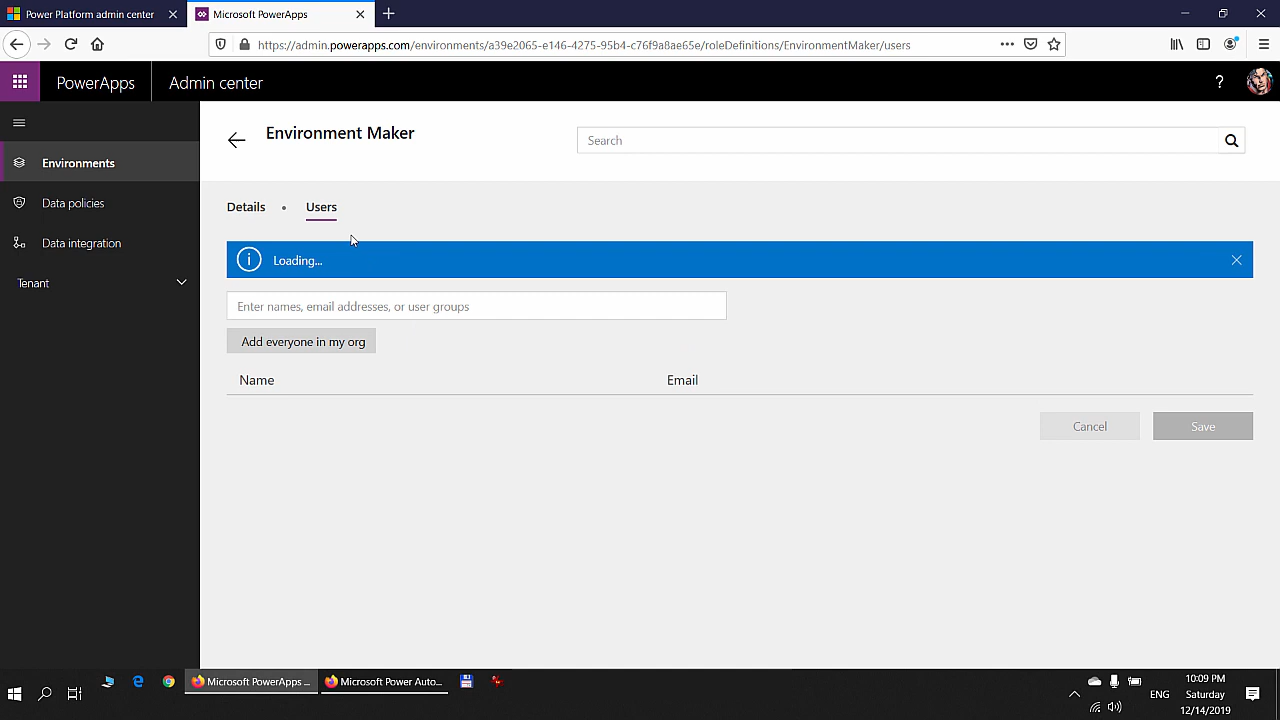 Power Platform admin center
Microsoft PowerApps
https://admin.powerapps.com/environments/a39e2065-e146-4275-95b4-c76f9a8ae65e/roleDefinitions/EnvironmentMaker/users
PowerApps
Admin center
?
Environments
Data policies
Data integration
Tenant
Environment Maker
Search
Details
Users
Loading...
Enter names, email addresses, or user groups
Add everyone in my org
Name
Email
Cancel
Save
Microsoft PowerApps ...
Microsoft Power Auto...
ENG
10:09 PM
Saturday
12/14/2019